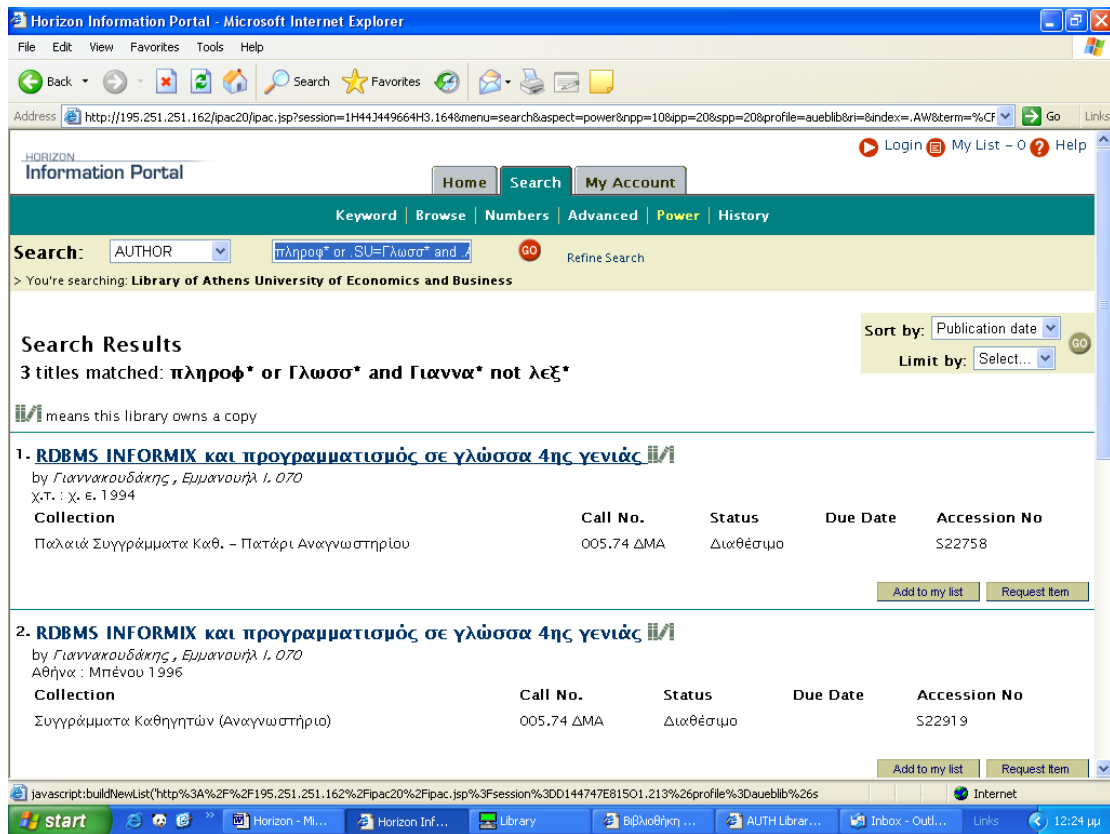 Horizon Information Portal - Microsoft Internet Explorer
File Edit View Favorites Tools Help
Back Search Favorites
Address http://195.251.251.162/ipac20/ipac.jsp?session=1H44J449664H3.164&menu=search&aspect=power&npp=10&ipp=20&spp=20&profile=aueblib&ri=&index=.AW&term=%CF Go Links
HORIZON
Information Portal
Login My List - 0 Help
Home Search My Account
Keyword | Browse | Numbers | Advanced | Power | History
Search: AUTHOR πληροφ* or .SU=Γλωσσ* and ./ GO Refine Search
> You're searching: Library of Athens University of Economics and Business
Sort by: Publication date
GO
Limit by: Select...
Search Results
3 titles matched: πληροφ* or Γλωσσ* and Γιαννα* not λεξ*
means this library owns a copy
1. RDBMS INFORMIX και προγραμματισμός σε γλώσσα 4ης γενιάς
by Γιαννακουδάκης , Εμμανουήλ Ι. 070
χ.τ. : χ. ε. 1994
Collection Call No. Status Due Date Accession No
Παλαιά Συγγράμματα Καθ. - Πατάρι Αναγνωστηρίου 005.74 ΔΜΑ Διαθέσιμο S22758
Add to my list Request Item
2. RDBMS INFORMIX και προγραμματισμός σε γλώσσα 4ης γενιάς
by Γιαννακουδάκης , Εμμανουήλ Ι. 070
Αθήνα : Μπένου 1996
Collection Call No. Status Due Date Accession No
Συγγράμματα Καθηγητών (Αναγνωστήριο) 005.74 ΔΜΑ Διαθέσιμο S22919
Add to my list Request Item
javascript:buildNewList('http%3A%2F%2F195.251.251.162%2Fipac20%2Fipac.jsp%3Fsession%3DD144747E81501.213%26profile%3Daueblib%26s Internet
start Horizon - Mi... Horizon Inf... Library Βιβλιοθήκη ... AUTH Librar... Inbox - Outl... Links 12:24 μμ